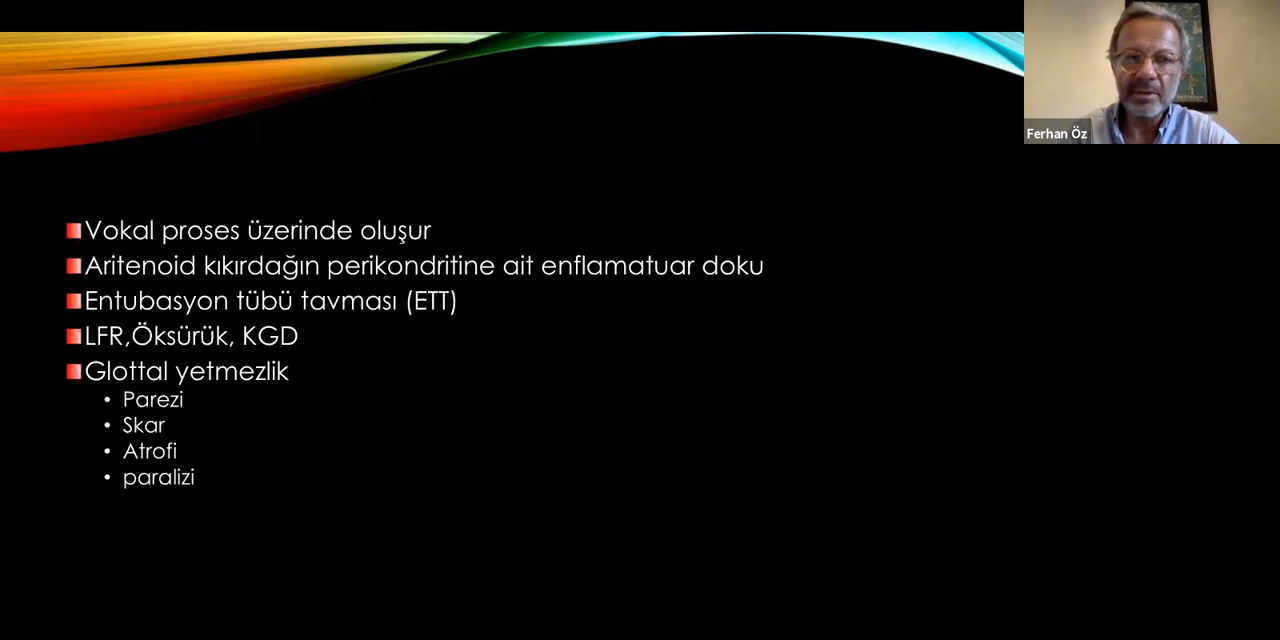 Ferhan Öz
Vokal proses üzerinde oluşur
Aritenoid kıkırdağın perikondritine ait enflamatuar doku
Entubasyon tübü tavması (ETT)
LFR,Öksürük, KGD
Glottal yetmezlik
• Parezi
• Skar
• Atrofi
• paralizi